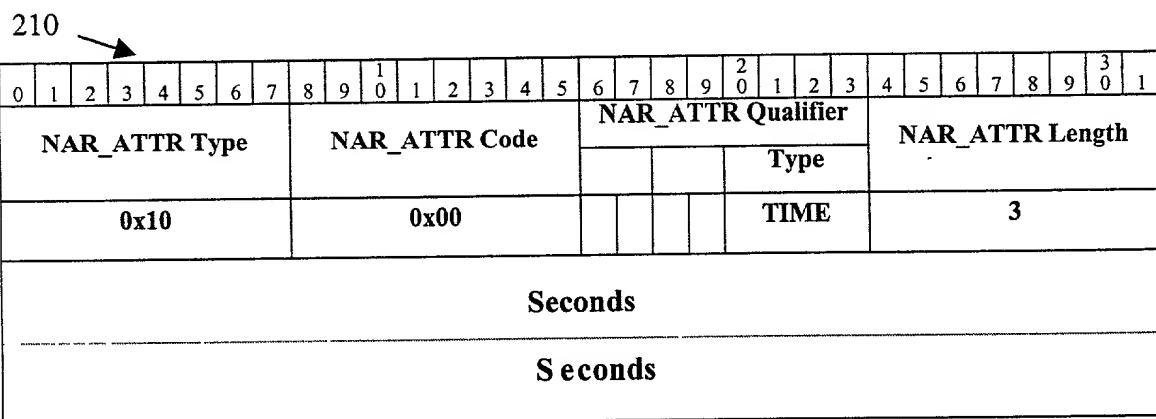 210
1 2 3
0 1 2 3 4 5 6 7 8 9 0 1 2 3 4 5 6 7 8 9 0 1 2 3 4 5 6 7 8 9 0 1
NAR_ATTR Type NAR_ATTR Code NAR_ATTR Qualifier NAR_ATTR Length
Type
0x10 0x00 TIME 3
Seconds
Seconds